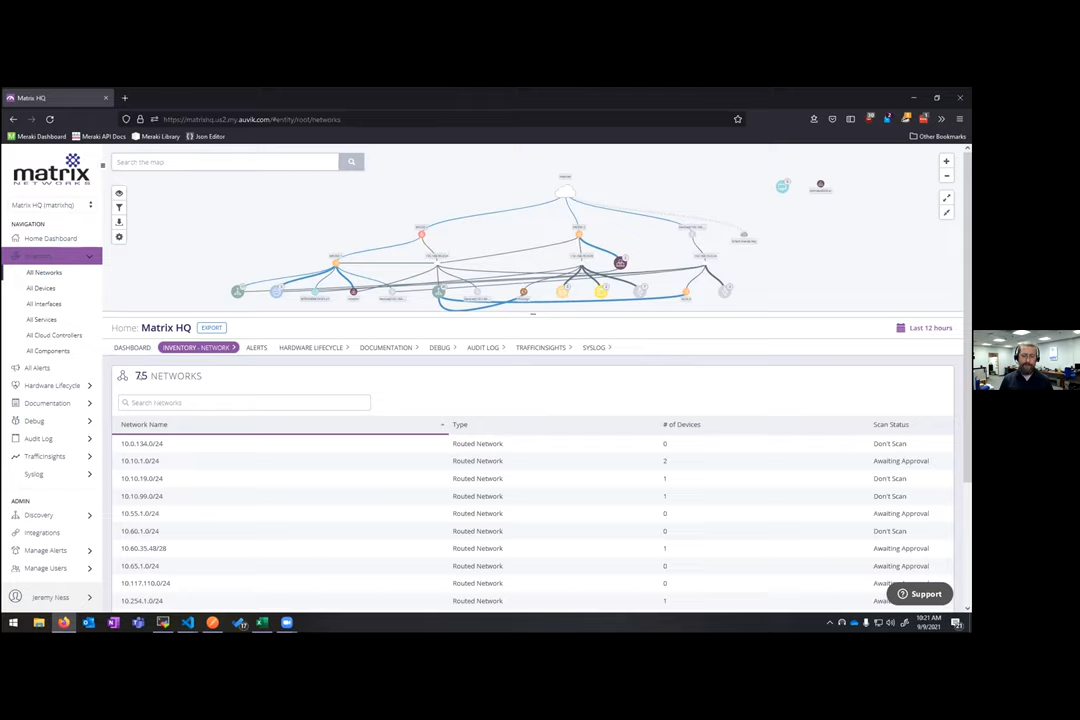 Matrix HQ
https://matrixhq.us2.my.auvik.com/#entity/root/networks
Meraki Dashboard
Meraki API Docs
Meraki Library
Json Editor
Other Bookmarks
matrix
NETWORKS
Matrix HQ (matrixhq)
NAVIGATION
Home Dashboard
All Networks
All Devices
All Interfaces
All Services
All Cloud Controllers
All Components
All Alerts
Hardware Lifecycle
Documentation
Debug
Audit Log
TrafficInsights
Syslog
ADMIN
Discovery
Integrations
Manage Alerts
Manage Users
Jeremy Ness
Search the map
Home: Matrix HQ
EXPORT
Last 12 hours
DASHBOARD
INVENTORY - NETWORK
ALERTS
HARDWARE LIFECYCLE
DOCUMENTATION
DEBUG
AUDIT LOG
TRAFFICINSIGHTS
SYSLOG
75 NETWORKS
Search Networks
Network Name Type # of Devices Scan Status
10.0.134.0/24 Routed Network 0 Don't Scan
10.10.1.0/24 Routed Network 2 Awaiting Approval
10.10.19.0/24 Routed Network 1 Don't Scan
10.10.99.0/24 Routed Network 1 Don't Scan
10.55.1.0/24 Routed Network 0 Awaiting Approval
10.60.1.0/24 Routed Network 0 Don't Scan
10.60.35.48/28 Routed Network 1 Awaiting Approval
10.65.1.0/24 Routed Network 0 Awaiting Approval
10.117.110.0/24 Routed Network 0
10.254.1.0/24 Routed Network 1
Support
10:21 AM
9/9/2021